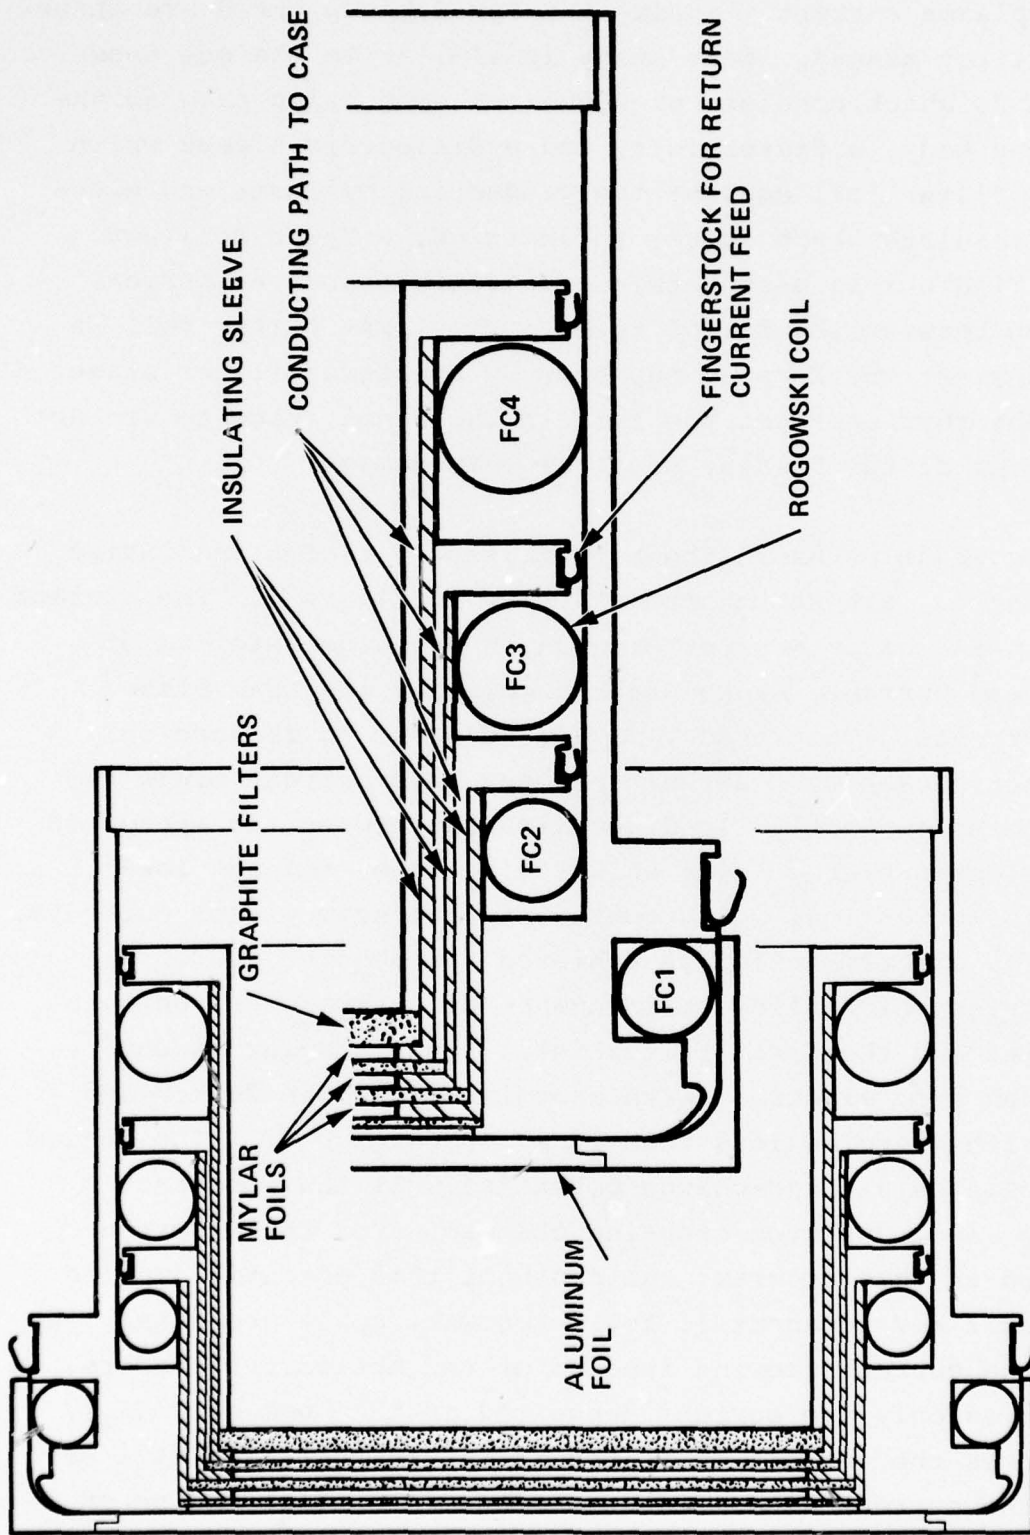 MYLAR
FOILS
GRAPHITE FILTERS
INSULATING SLEEVE
CONDUCTING PATH TO CASE
FC4
FC3
FC2
FC1
FINGERSTOCK FOR RETURN
CURRENT FEED
ROGOWSKI COIL
ALUMINUM
FOIL